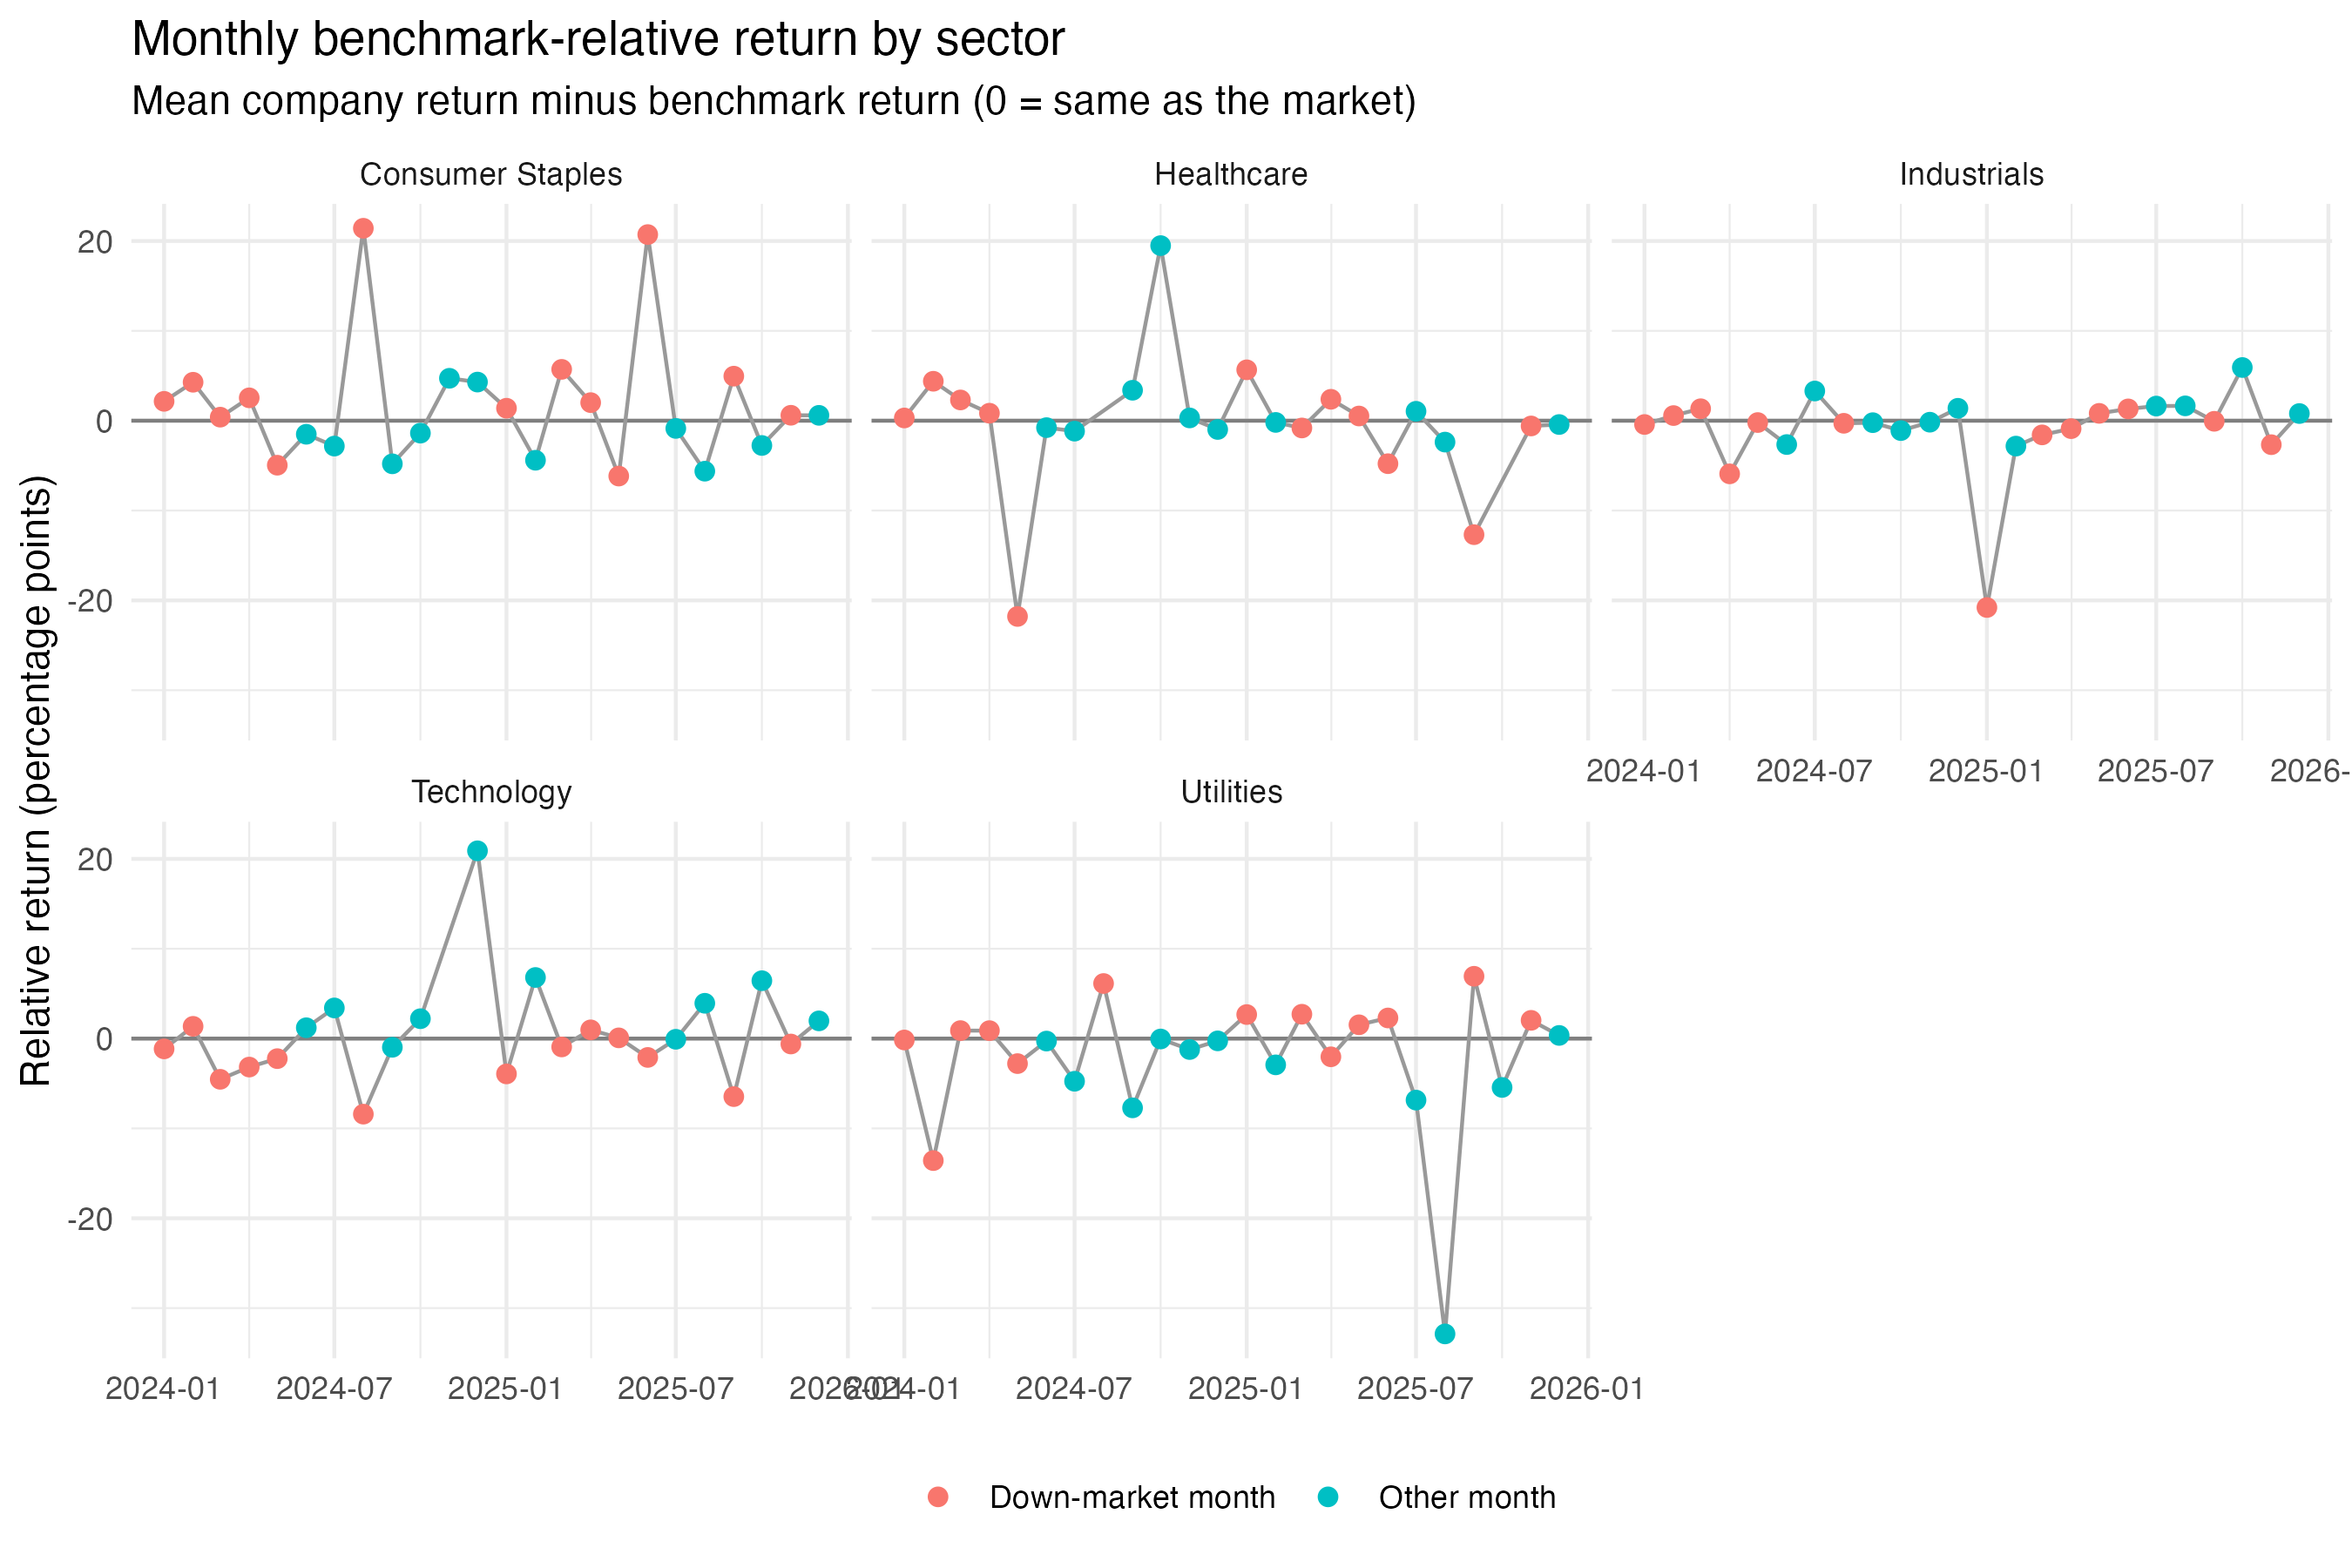 Monthly benchmark-relative return by sector
Mean company return minus benchmark return (0 = same as the market)
Consumer Staples
Healthcare
Industrials
20
0
-20
2024-01
2024-07
2025-01
2025-07
2026-
Technology
Utilities
20
0
-20
2024-01
2024-07
2025-01
2025-07
2026-01
2024-01
2024-07
2025-01
2025-07
2026-01
Relative return (percentage points)
Down-market month
Other month